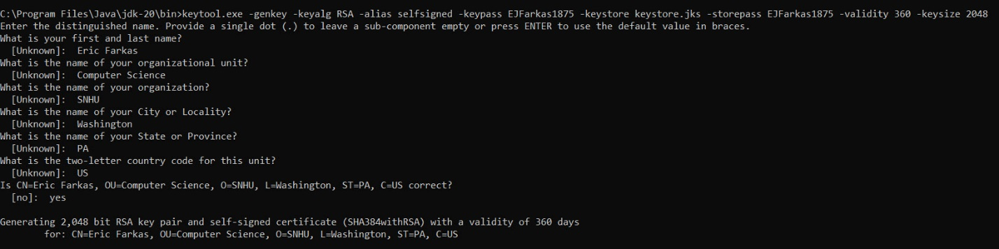 C:\Program Files\Java\jdk-20\bin>keytool.exe -genkey -keyalg RSA -alias selfsigned -keypass EJFarkas1875 -keystore keystore.jks -storepass EJFarkas1875 -validity 360 -keysize 2048
Enter the distinguished name. Provide a single dot (.) to leave a sub-component empty or press ENTER to use the default value in braces.
What is your first and last name?
  [Unknown]:  Eric Farkas
What is the name of your organizational unit?
  [Unknown]:  Computer Science
What is the name of your organization?
  [Unknown]:  SNHU
What is the name of your City or Locality?
  [Unknown]:  Washington
What is the name of your State or Province?
  [Unknown]:  PA
What is the two-letter country code for this unit?
  [Unknown]:  US
Is CN=Eric Farkas, OU=Computer Science, O=SNHU, L=Washington, ST=PA, C=US correct?
  [no]:  yes
Generating 2,048 bit RSA key pair and self-signed certificate (SHA384withRSA) with a validity of 360 days
        for: CN=Eric Farkas, OU=Computer Science, O=SNHU, L=Washington, ST=PA, C=US